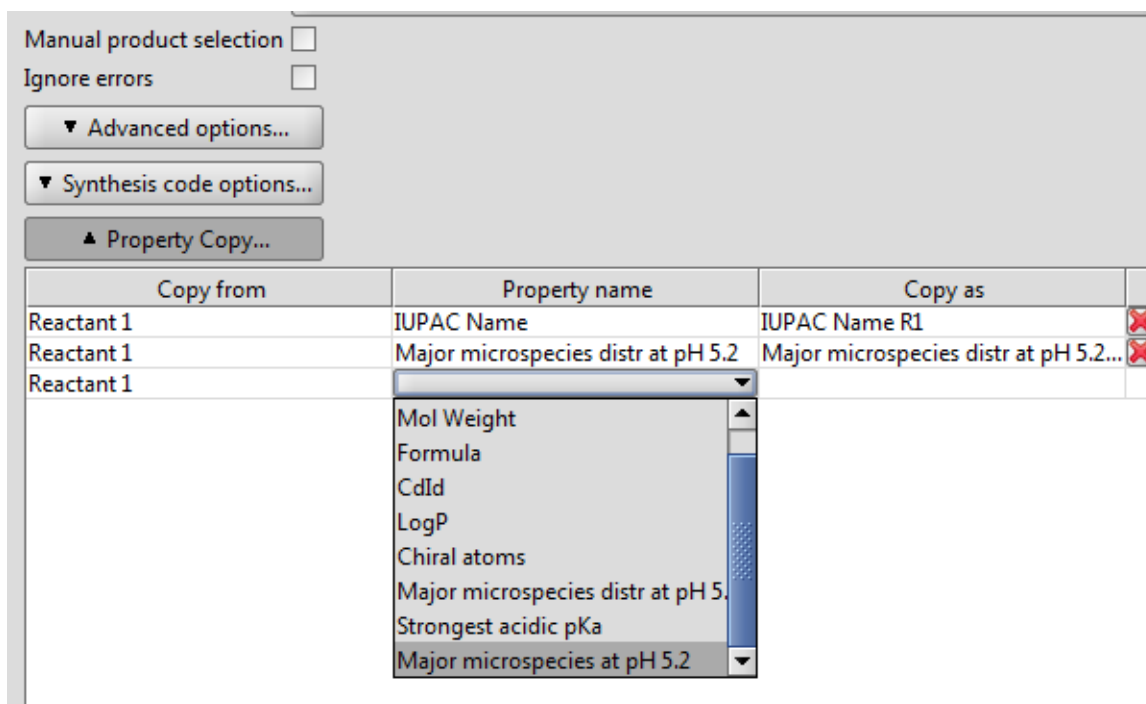 Manual product selection
Ignore errors
▼ Advanced options...
▼ Synthesis code options...
▲ Property Copy...
Copy from Property name Copy as
Reactant 1 IUPAC Name IUPAC Name R1
Reactant 1 Major microspecies distr at pH 5.2 Major microspecies distr at pH 5.2...
Reactant 1
Mol Weight
Formula
CdId
LogP
Chiral atoms
Major microspecies distr at pH 5.
Strongest acidic pKa
Major microspecies at pH 5.2